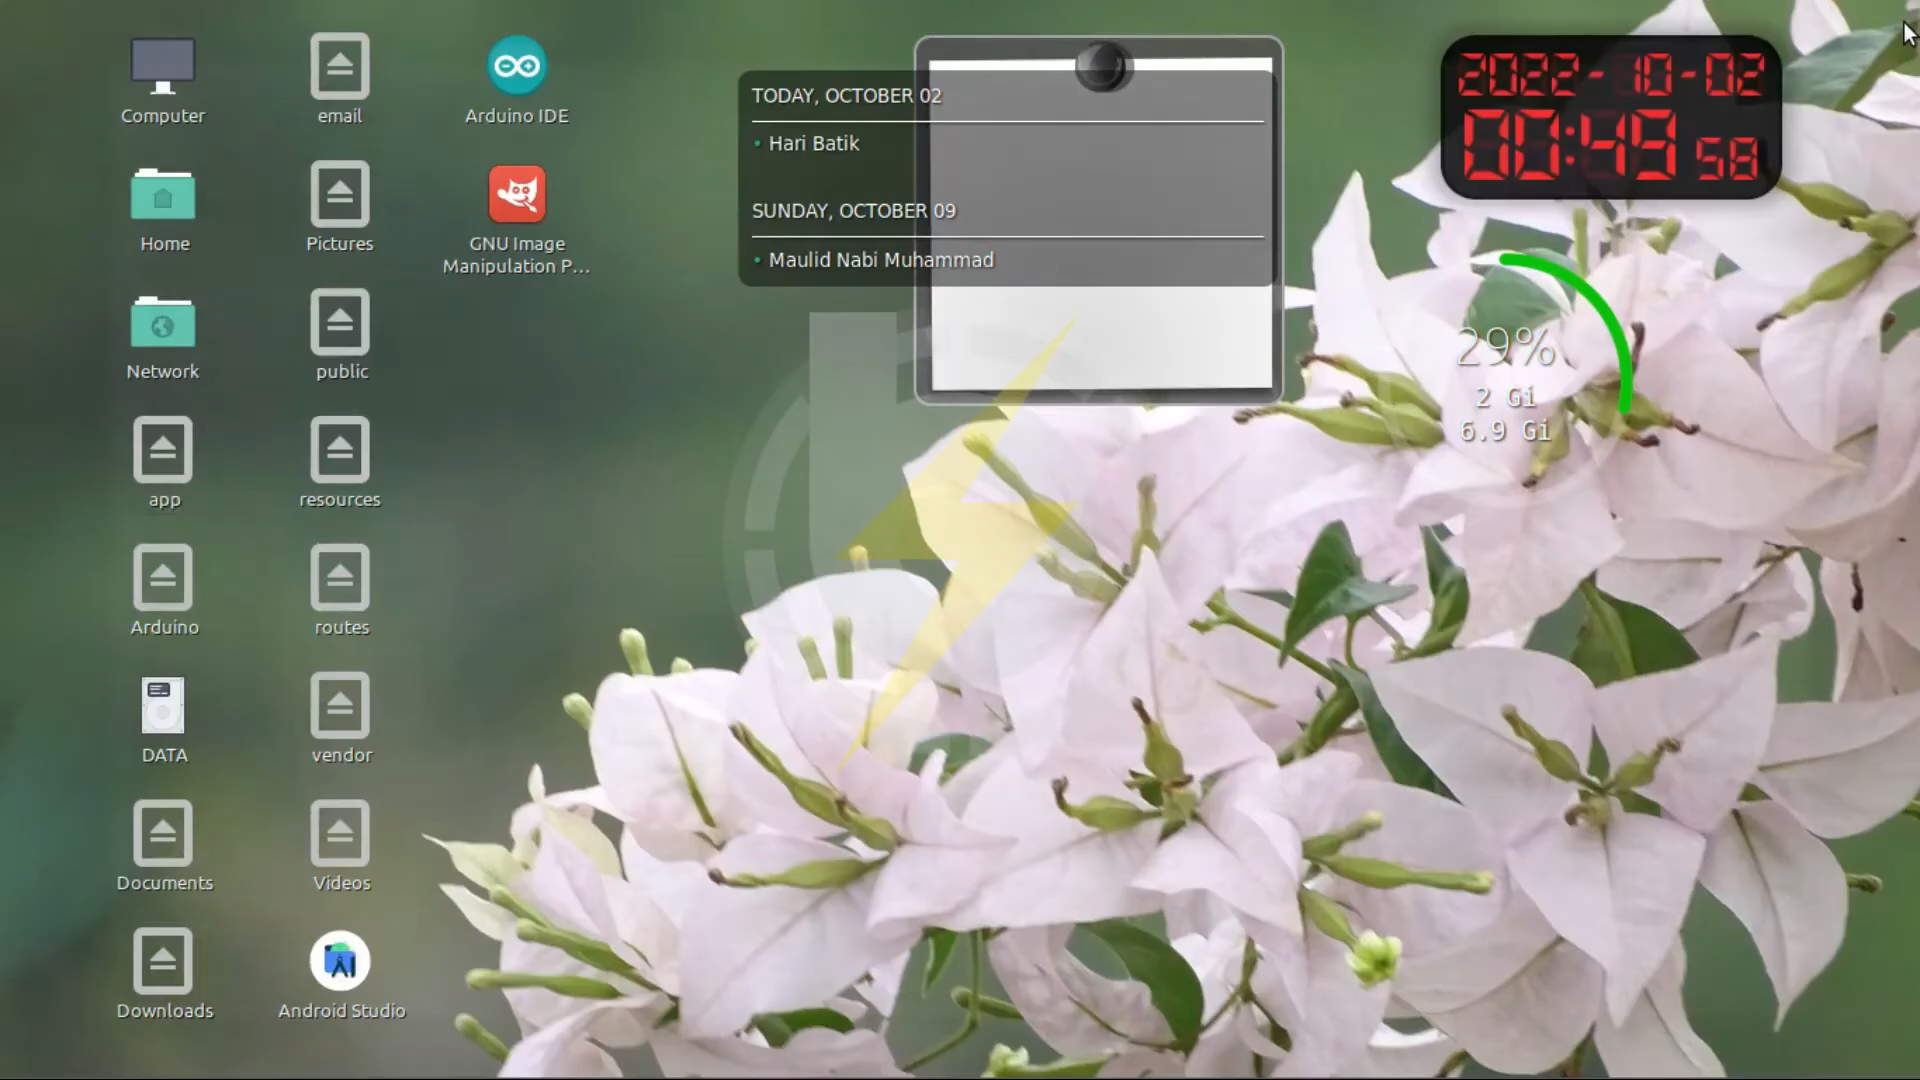 Computer
email
Arduino IDE
Home
Pictures
GNU Image
Manipulation P...
Network
public
app
resources
Arduino
routes
DATA
vendor
Documents
Videos
Downloads
Android Studio
TODAY, OCTOBER 02
• Hari Batik
SUNDAY, OCTOBER 09
• Maulid Nabi Muhammad
2022-10-02
00:49 58
29%
2 Gi
6.9 Gi